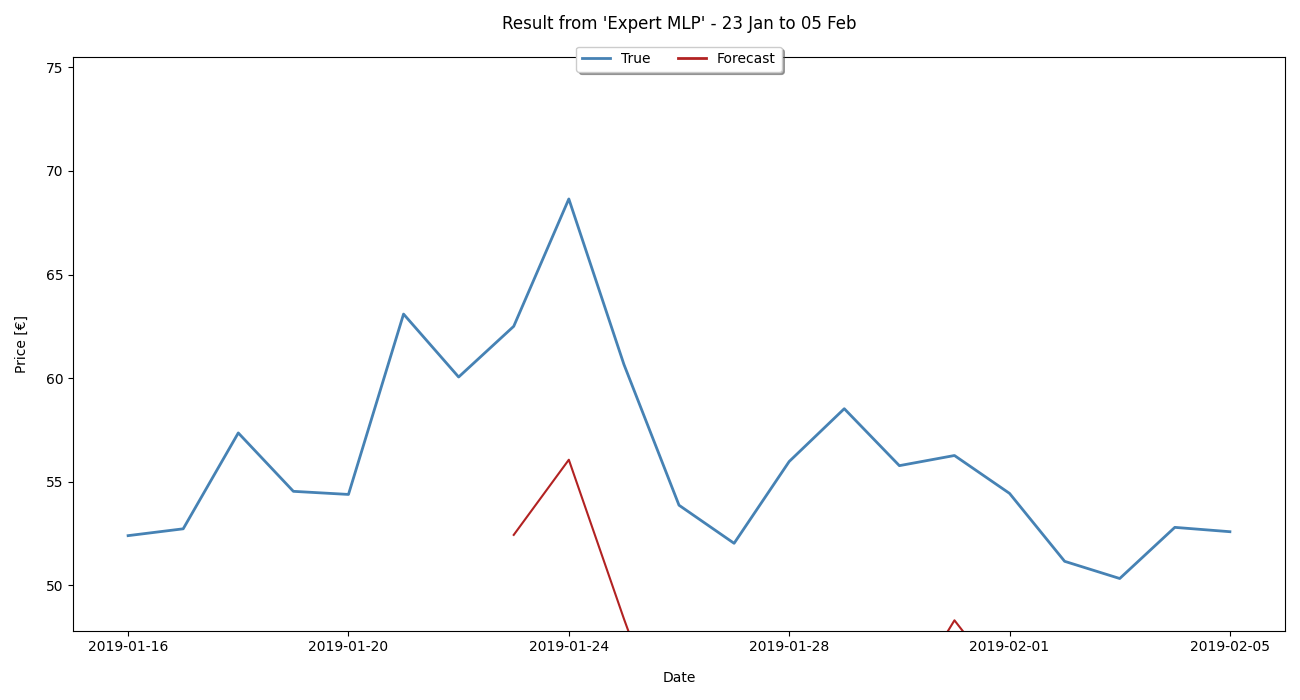 Result from 'Expert MLP' - 23 Jan to 05 Feb
True Forecast
75
70
65
60
55
50
Price [€]
2019-01-16 2019-01-20 2019-01-24 2019-01-28 2019-02-01 2019-02-05
Date